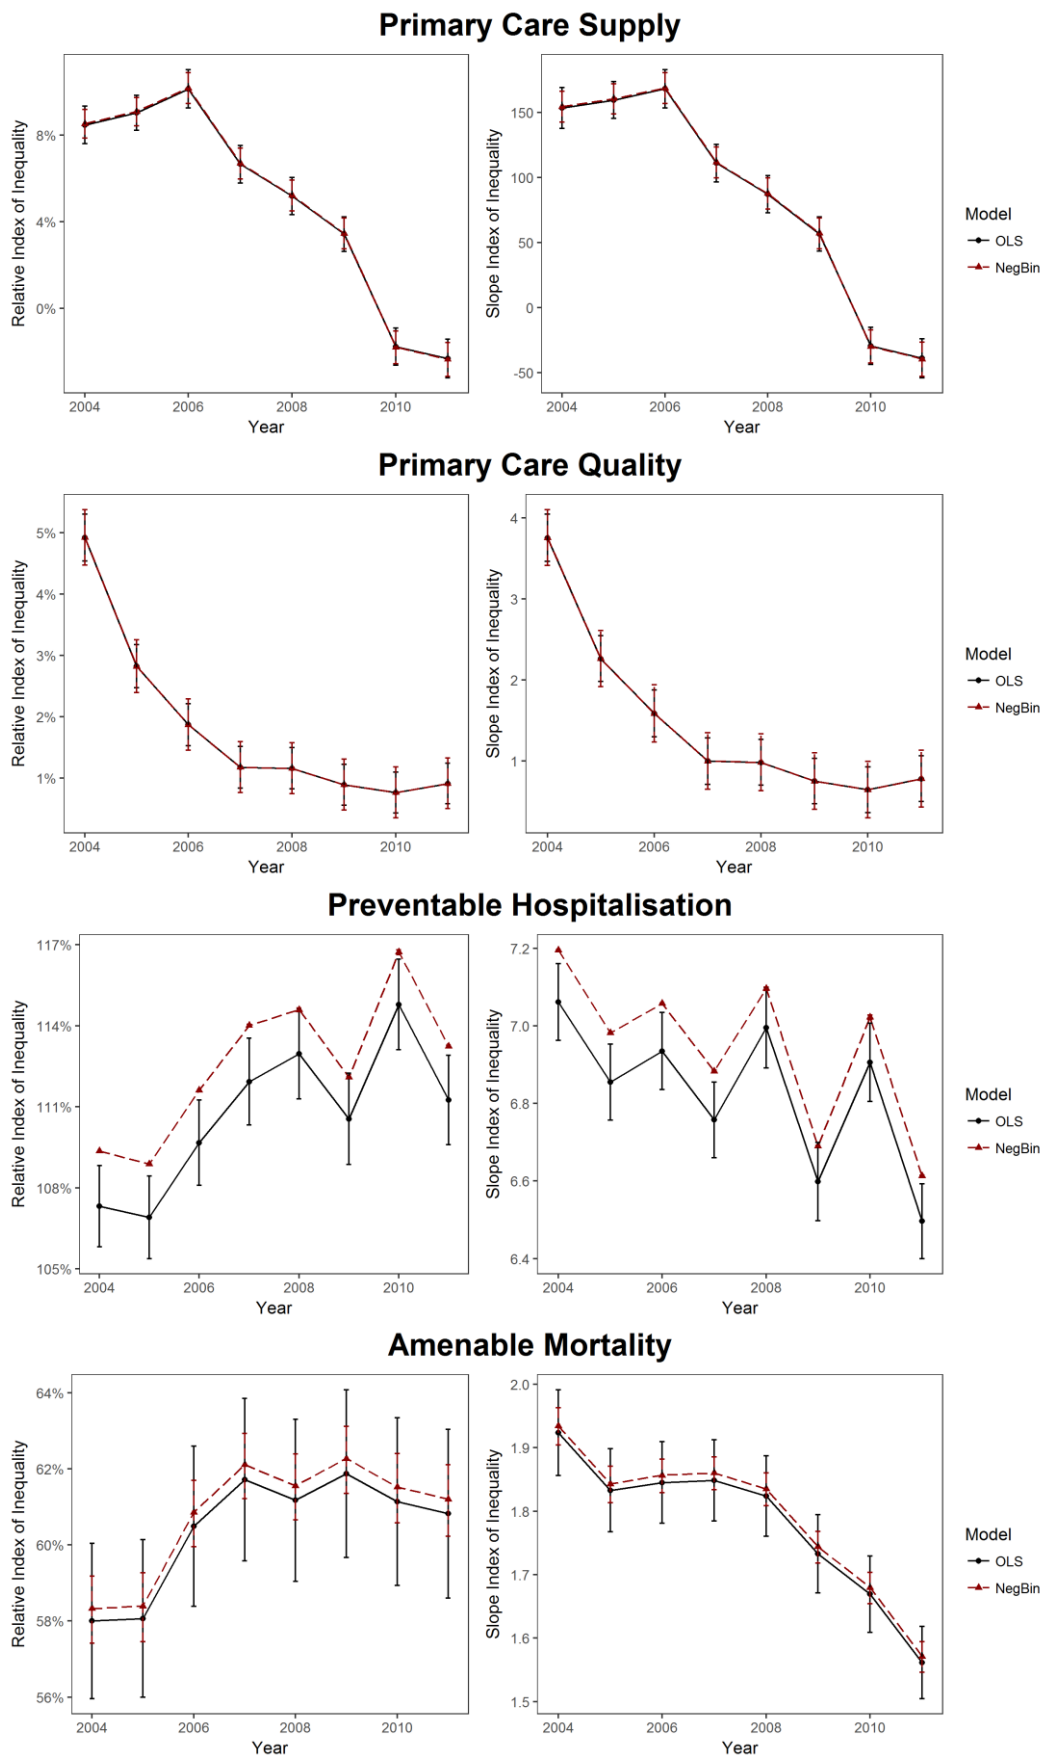 Primary Care Supply
Relative Index of Inequality
8%
4%
0%
2004 2006 2008 2010
Year
Slope Index of Inequality
150
100
50
0
-50
2004 2006 2008 2010
Year
Model
OLS
NegBin
Primary Care Quality
Relative Index of Inequality
5%
4%
3%
2%
1%
2004 2006 2008 2010
Year
Slope Index of Inequality
4
3
2
1
2004 2006 2008 2010
Year
Model
OLS
NegBin
Preventable Hospitalisation
Relative Index of Inequality
117%
114%
111%
108%
105%
2004 2006 2008 2010
Year
Slope Index of Inequality
7.2
7.0
6.8
6.6
6.4
2004 2006 2008 2010
Year
Model
OLS
NegBin
Amenable Mortality
Relative Index of Inequality
64%
62%
60%
58%
56%
2004 2006 2008 2010
Year
Slope Index of Inequality
2.0
1.9
1.8
1.7
1.6
1.5
2004 2006 2008 2010
Year
Model
OLS
NegBin